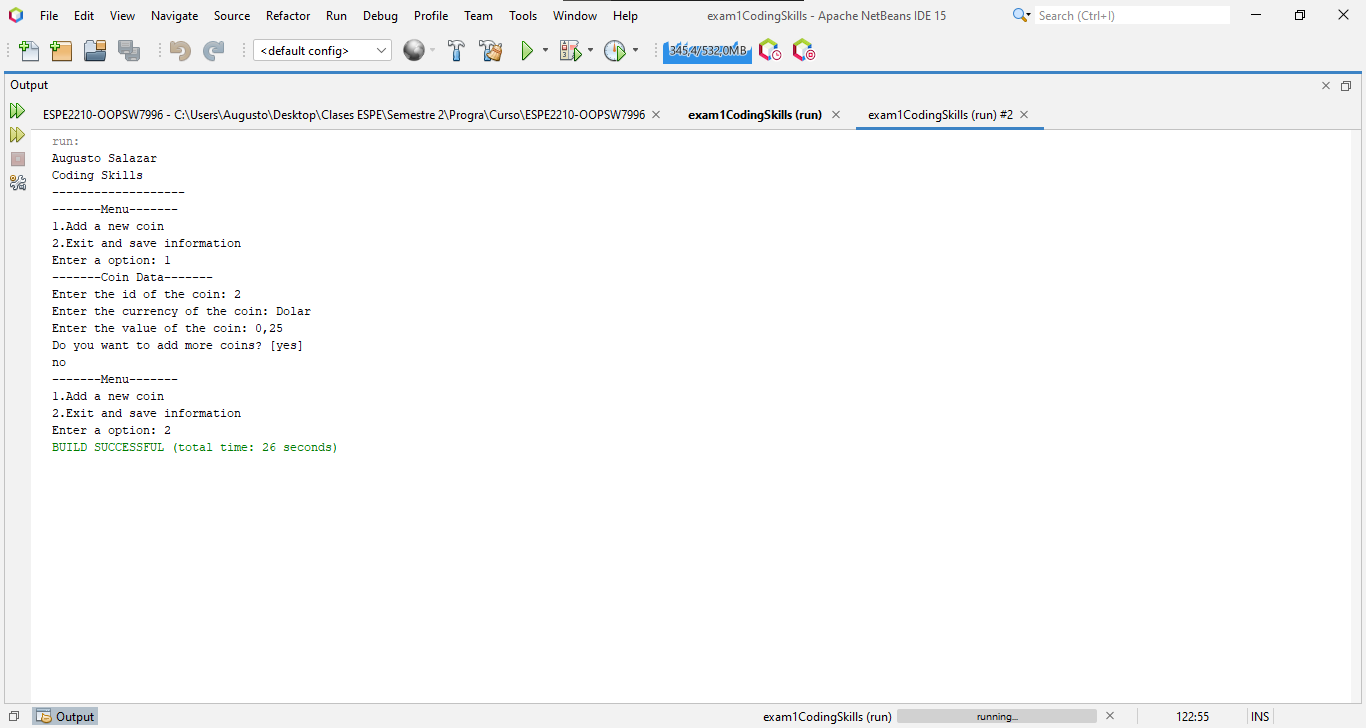 File Edit View Navigate Source Refactor Run Debug Profile Team Tools Window Help exam1CodingSkills - Apache NetBeans IDE 15 Search (Ctrl+I)
<default config> 345,4/532,0MB
Output
ESPE2210-OOPSW7996 - C:\Users\Augusto\Desktop\Clases ESPE\Semestre 2\Progra\Curso\ESPE2210-OOPSW7996 exam1CodingSkills (run) exam1CodingSkills (run) #2
run:
Augusto Salazar
Coding Skills
-------------------
-------Menu-------
1.Add a new coin
2.Exit and save information
Enter a option: 1
-------Coin Data-------
Enter the id of the coin: 2
Enter the currency of the coin: Dolar
Enter the value of the coin: 0,25
Do you want to add more coins? [yes]
no
-------Menu-------
1.Add a new coin
2.Exit and save information
Enter a option: 2
BUILD SUCCESSFUL (total time: 26 seconds)
Output exam1CodingSkills (run) running... 122:55 INS